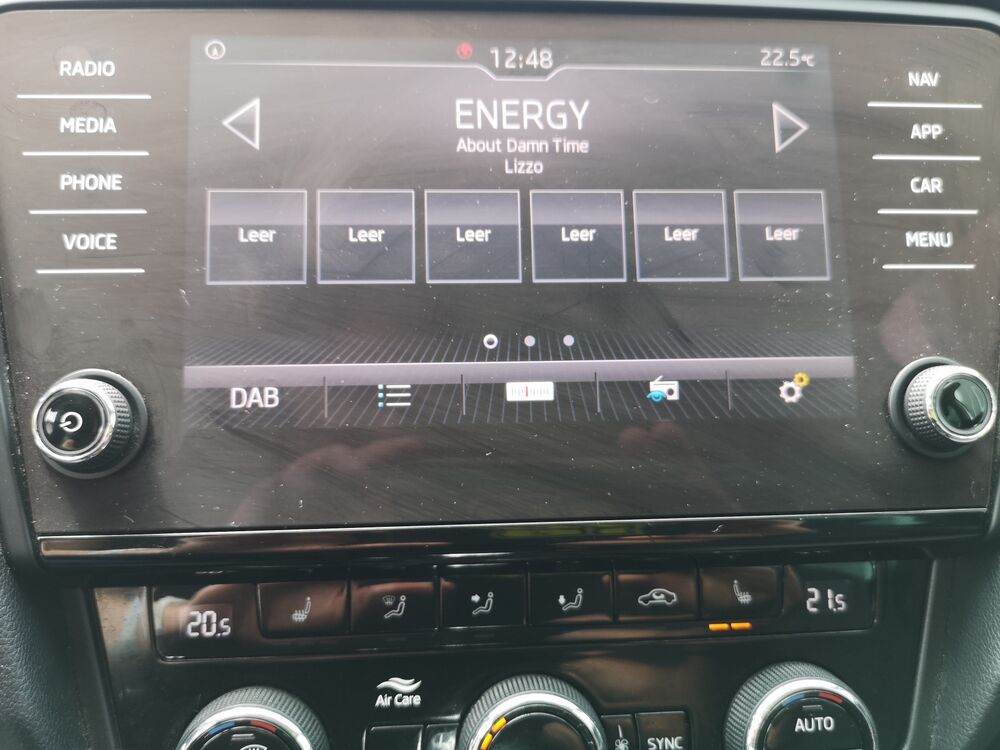 12:48
22.5°C
RADIO
MEDIA
PHONE
VOICE
ENERGY
About Damn Time
Lizzo
Leer
Leer
Leer
Leer
Leer
Leer
DAB
NAV
APP
CAR
MENU
20.5
21.5
Air Care
SYNC
AUTO